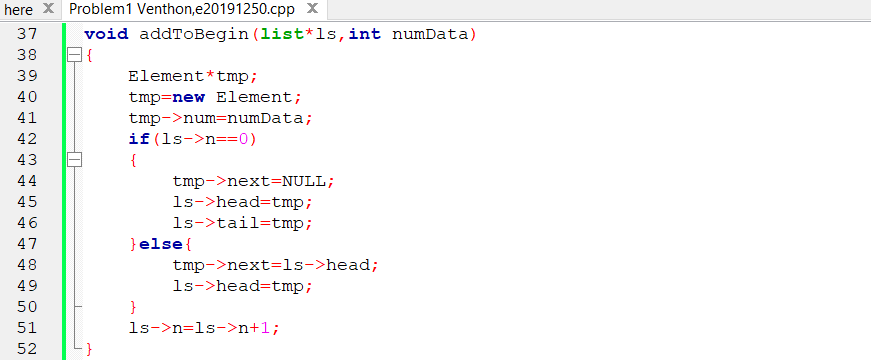 here Problem1 Venthon,e20191250.cpp
37 void addToBegin(list*ls,int numData)
38 {
39 Element*tmp;
40 tmp=new Element;
41 tmp->num=numData;
42 if(ls->n==0)
43 {
44 tmp->next=NULL;
45 ls->head=tmp;
46 ls->tail=tmp;
47 }else{
48 tmp->next=ls->head;
49 ls->head=tmp;
50 }
51 ls->n=ls->n+1;
52 }